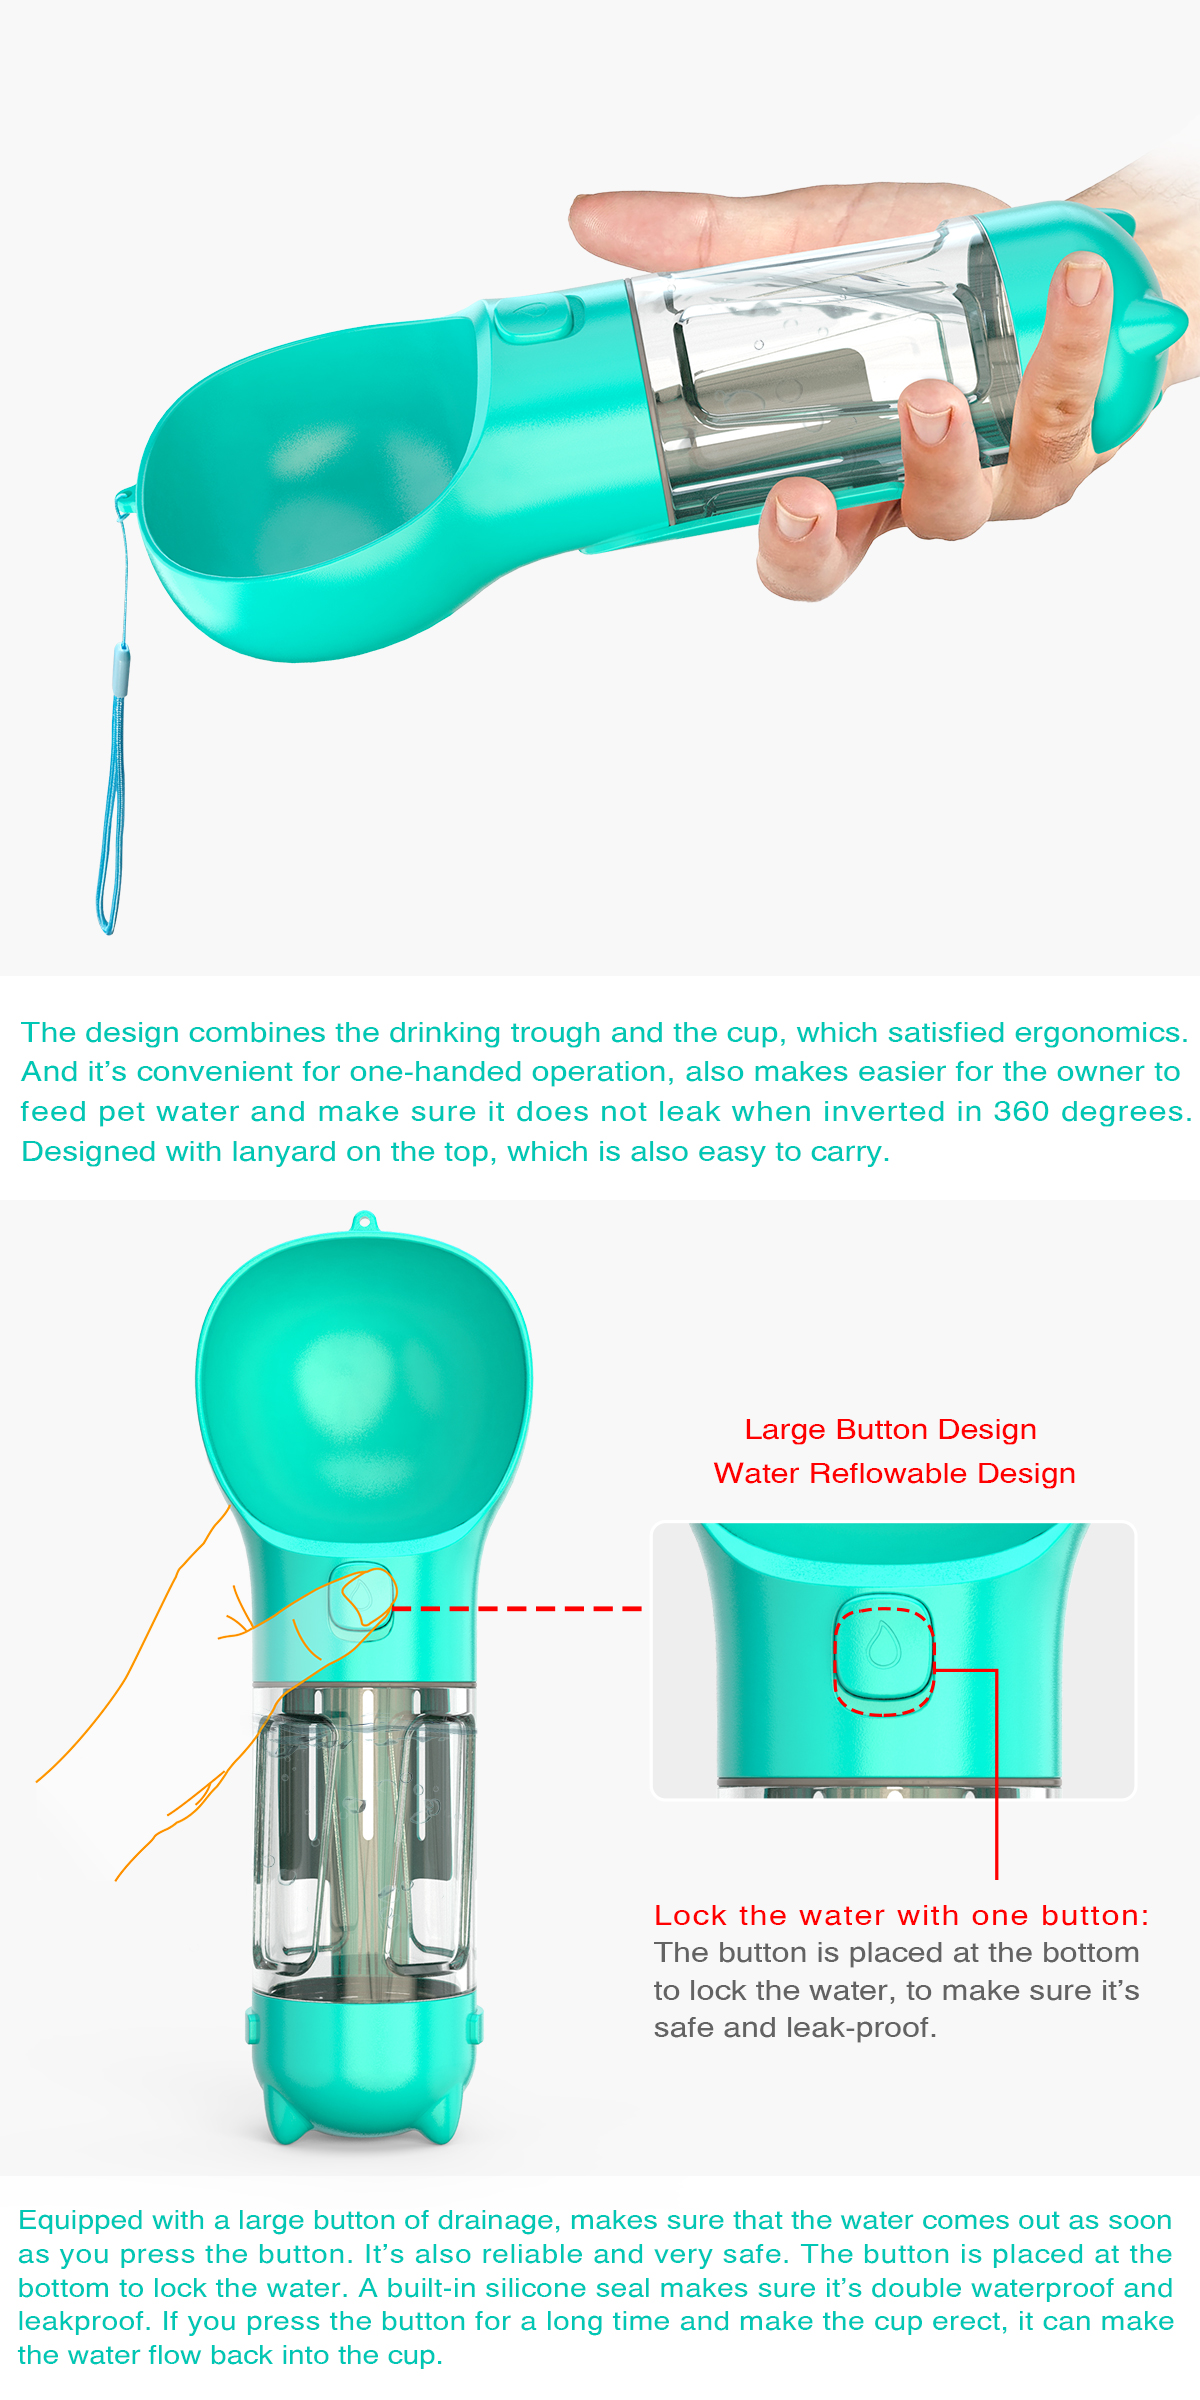 The design combines the drinking trough and the cup, which satisfied ergonomics.
And it’s convenient for one-handed operation, also makes easier for the owner to
feed pet water and make sure it does not leak when inverted in 360 degrees.
Designed with lanyard on the top, which is also easy to carry.
Large Button Design
Water Reflowable Design
Lock the water with one button:
The button is placed at the bottom
to lock the water, to make sure it’s
safe and leak-proof.
Equipped with a large button of drainage, makes sure that the water comes out as soon
as you press the button. It’s also reliable and very safe. The button is placed at the
bottom to lock the water. A built-in silicone seal makes sure it’s double waterproof and
leakproof. If you press the button for a long time and make the cup erect, it can make
the water flow back into the cup.